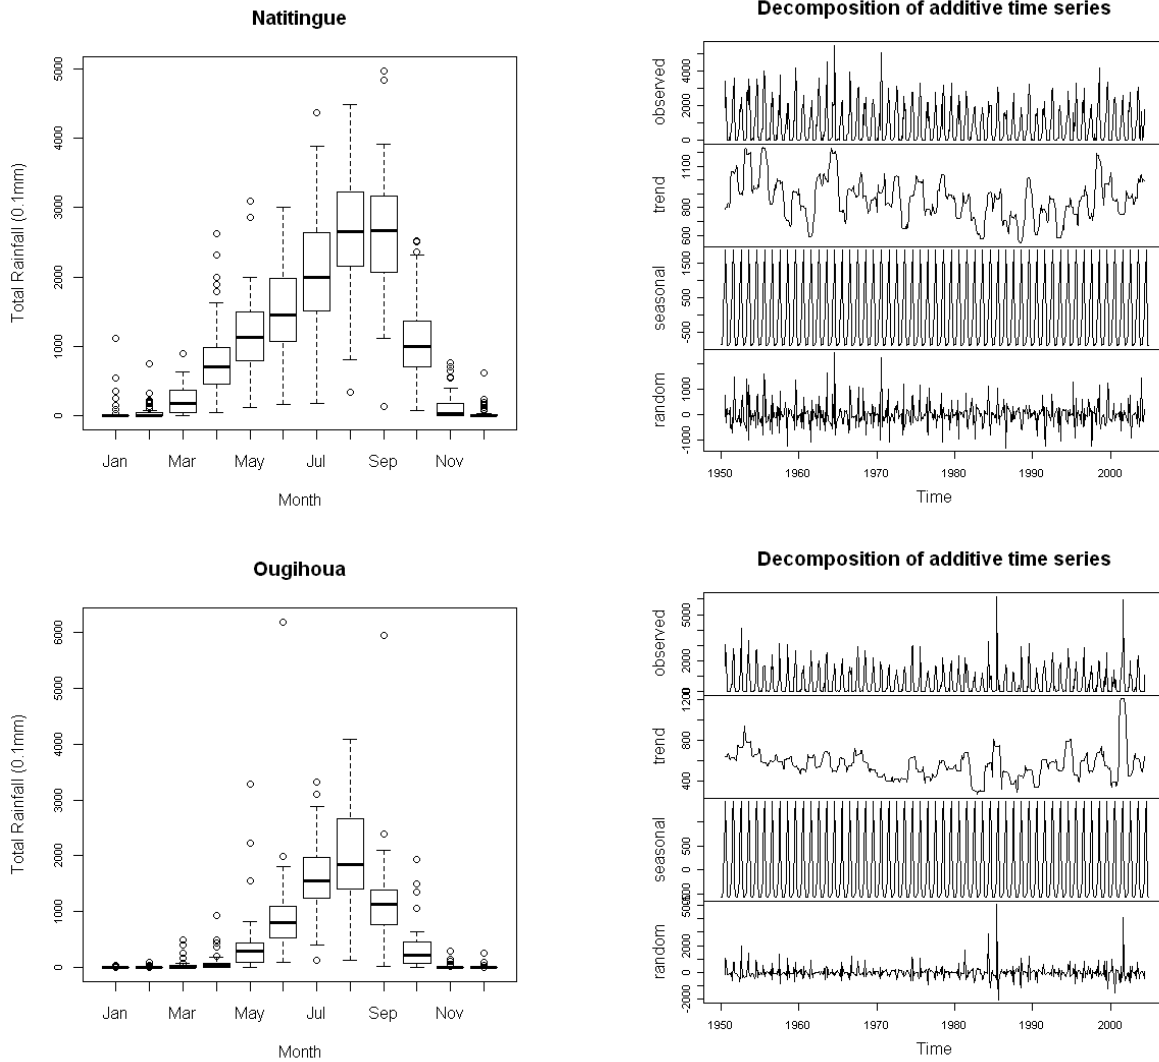 Natitingue
Total Rainfall (0.1mm)
5000
4000
3000
2000
1000
0
Jan Mar May Jul Sep Nov
Month
Decomposition of additive time series
observed
4000
2000
0
trend
1100
800
600
seasonal
1500
500
-500
random
1000
0
-1000
1950 1960 1970 1980 1990 2000
Time
Ougihoua
Total Rainfall (0.1mm)
6000
5000
4000
3000
2000
1000
0
Jan Mar May Jul Sep Nov
Month
Decomposition of additive time series
observed
5000
2000
0
trend
1200
800
400
seasonal
500
0
random
5000
2000
0
-2000
1950 1960 1970 1980 1990 2000
Time